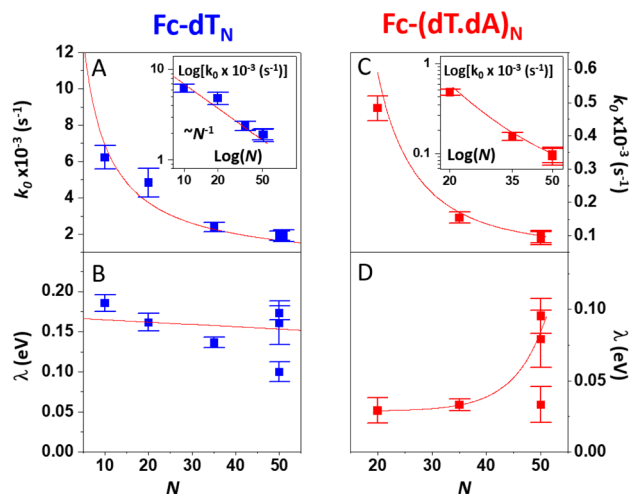 Fc-dT_N
Fc-(dT.dA)_N
A
12
10
8
6
4
2
k₀ x10⁻³ (s⁻¹)
Log[k₀ x 10⁻³ (s⁻¹)]
10
1
~N⁻¹
Log(N)
10 20 50
C
Log[k₀ x 10⁻³ (s⁻¹)]
1
0.1
Log(N)
20 35 50
0.6
0.5
0.4
0.3
0.2
0.1
k₀ x10⁻³ (s⁻¹)
B
0.20
0.15
0.10
0.05
0.00
λ (eV)
10 20 30 40 50
N
D
0.10
0.05
0.00
λ (eV)
20 30 40 50
N